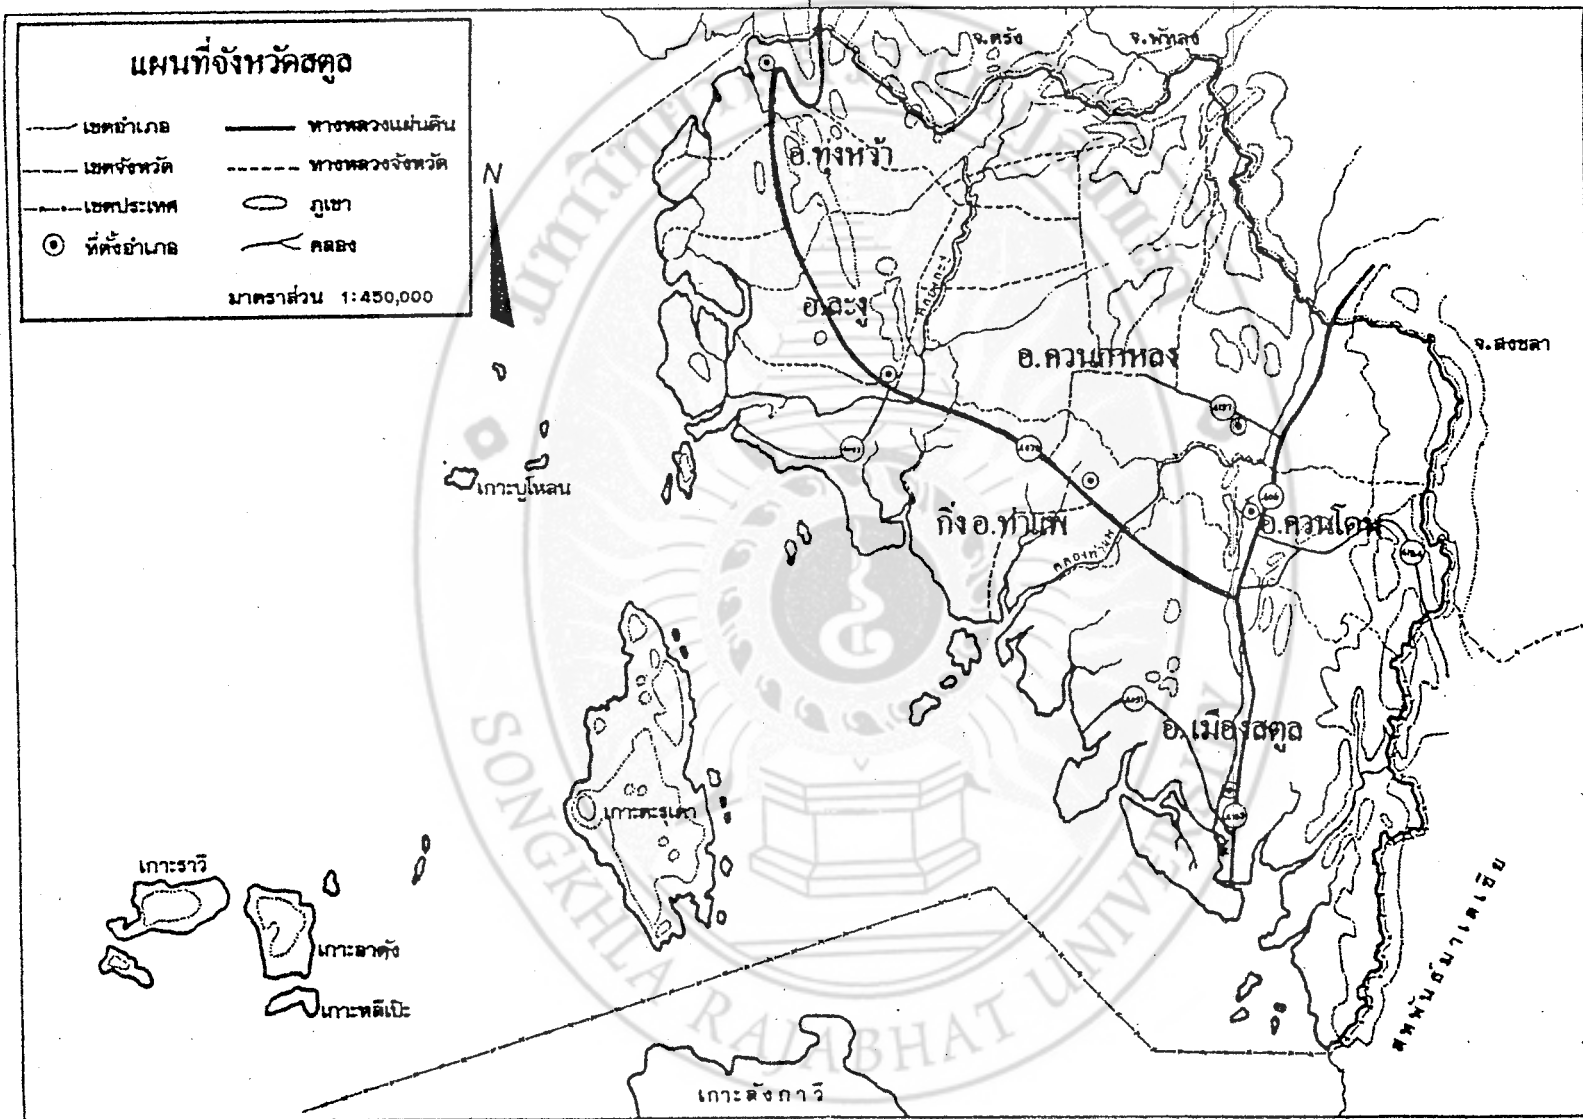 แผนที่จังหวัดสตูล
เขตอำเภอ
ทางหลวงแผ่นดิน
เขตจังหวัด
ทางหลวงจังหวัด
เขตประเทศ
ภูเขา
ที่ตั้งอำเภอ
คลอง
มาตราส่วน 1:450,000
N
จ.ตรัง
จ.พัทลุง
อ.ทุ่งหว้า
อ.ละงู
อ.ควนกาหลง
จ.สงขลา
เกาะบูโหลน
กิ่ง อ.ท่าแพ
คลองท่าแพ
อ.ควนโดน
406
อ.เมืองสตูล
เกาะตะรุเตา
เกาะราวี
เกาะอาดัง
เกาะหลีเป๊ะ
เกาะลังกาวี
สหพันธ์มาเลเซีย
SONGKHLA RAJABHAT UNIVERSITY